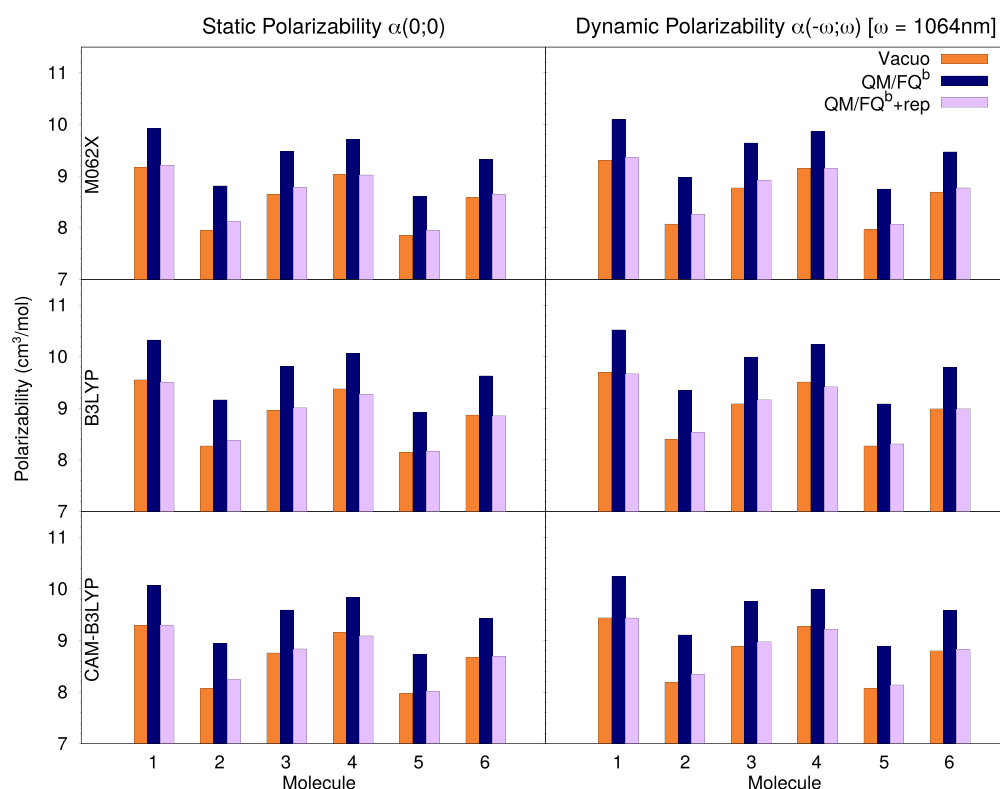 Static Polarizability α(0;0)
Dynamic Polarizability α(-ω;ω) [ω = 1064nm]
Vacuo
QM/FQᵇ
QM/FQᵇ+rep
Polarizability (cm³/mol)
M062X
11
10
9
8
7
B3LYP
11
10
9
8
7
CAM-B3LYP
11
10
9
8
7
1 2 3 4 5 6
Molecule
1 2 3 4 5 6
Molecule